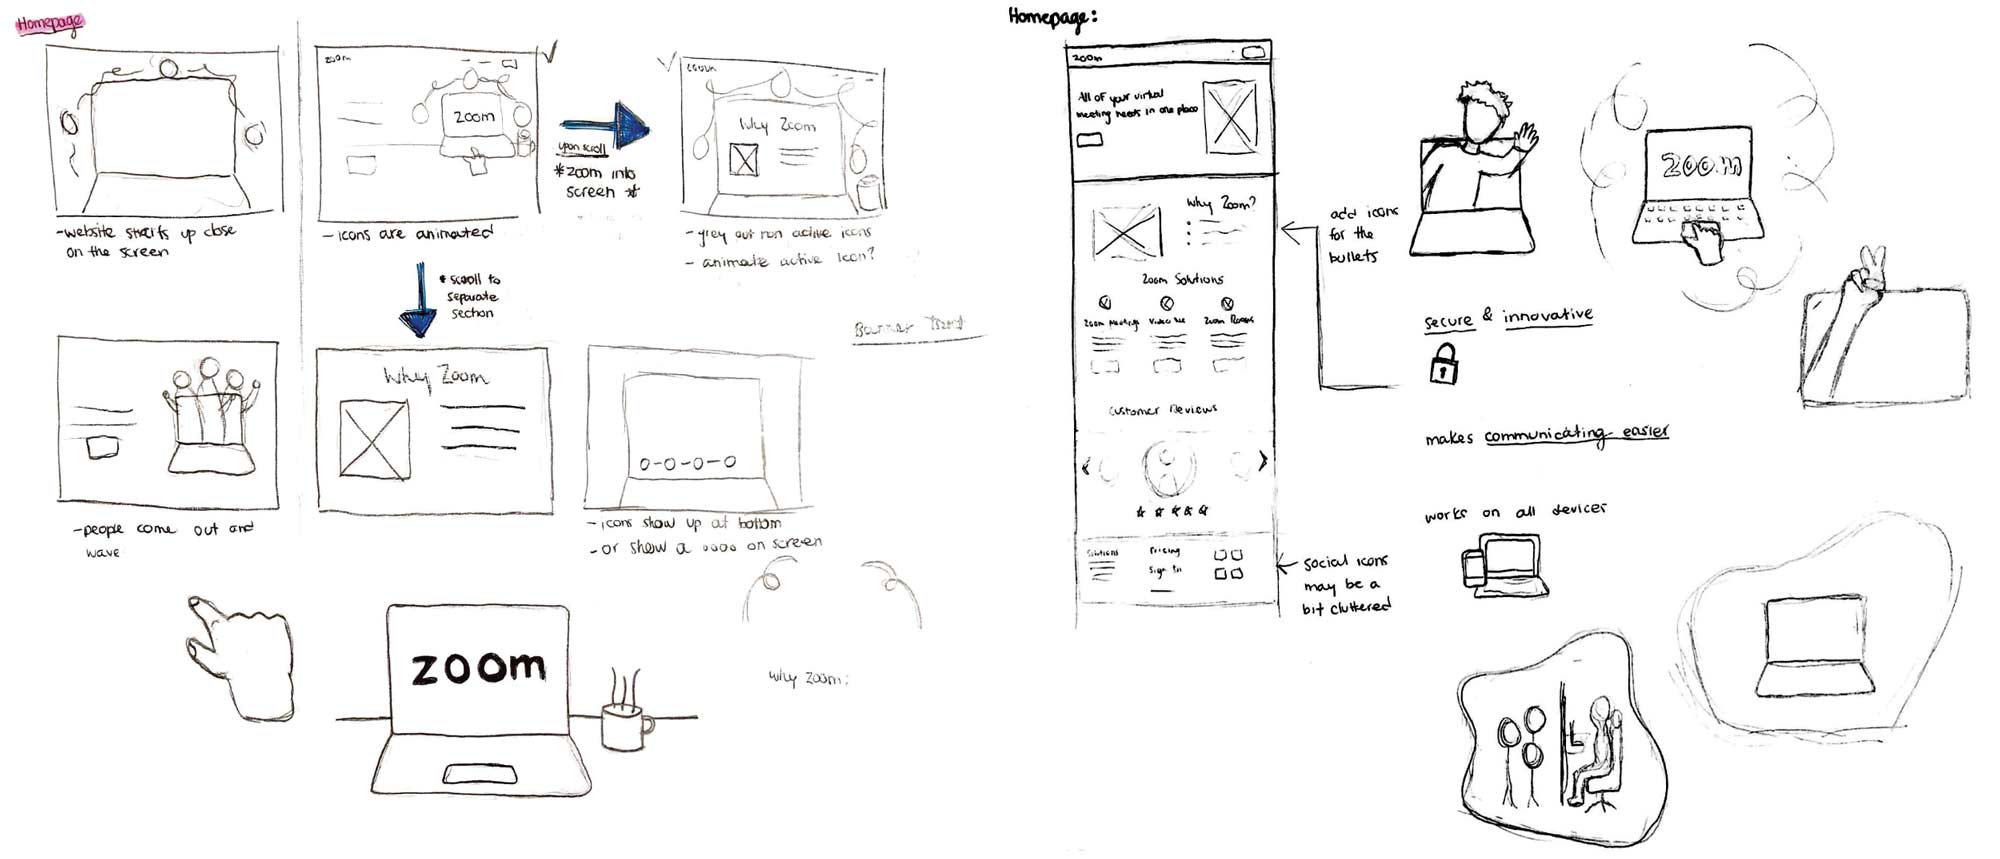 Homepage
- website starts up close
on the screen
zoom
zoom
- icons are animated
upon scroll
* zoom into
screen *
zoom
Why Zoom
- grey out non active icons
- animate active icon?
* scroll to
separate
section
Banner
- people come out and
wave
Why Zoom
- icons show up at bottom
- or show a oooo on screen
zoom
Why Zoom:
Homepage:
zoom
All of your virtual
meeting needs in one place
Why Zoom?
Zoom Solutions
Zoom Meetings
Zoom Rooms
Customer Reviews
Solutions
Pricing
Sign In
add icons
for the
bullets
social icons
may be a
bit cluttered
ZOOM
secure & innovative
makes communicating easier
works on all devices